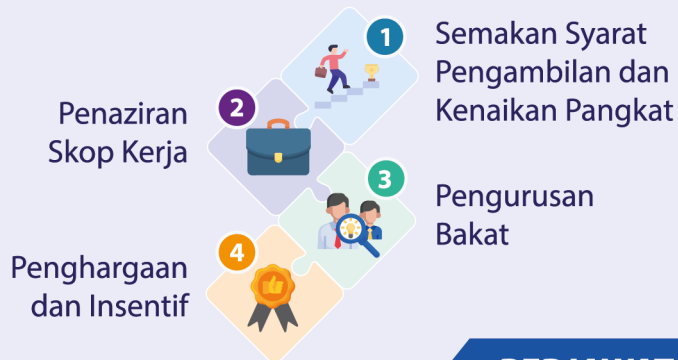 1
Semakan Syarat
Pengambilan dan
Kenaikan Pangkat
2
Penaziran
Skop Kerja
3
Pengurusan
Bakat
4
Penghargaan
dan Insentif